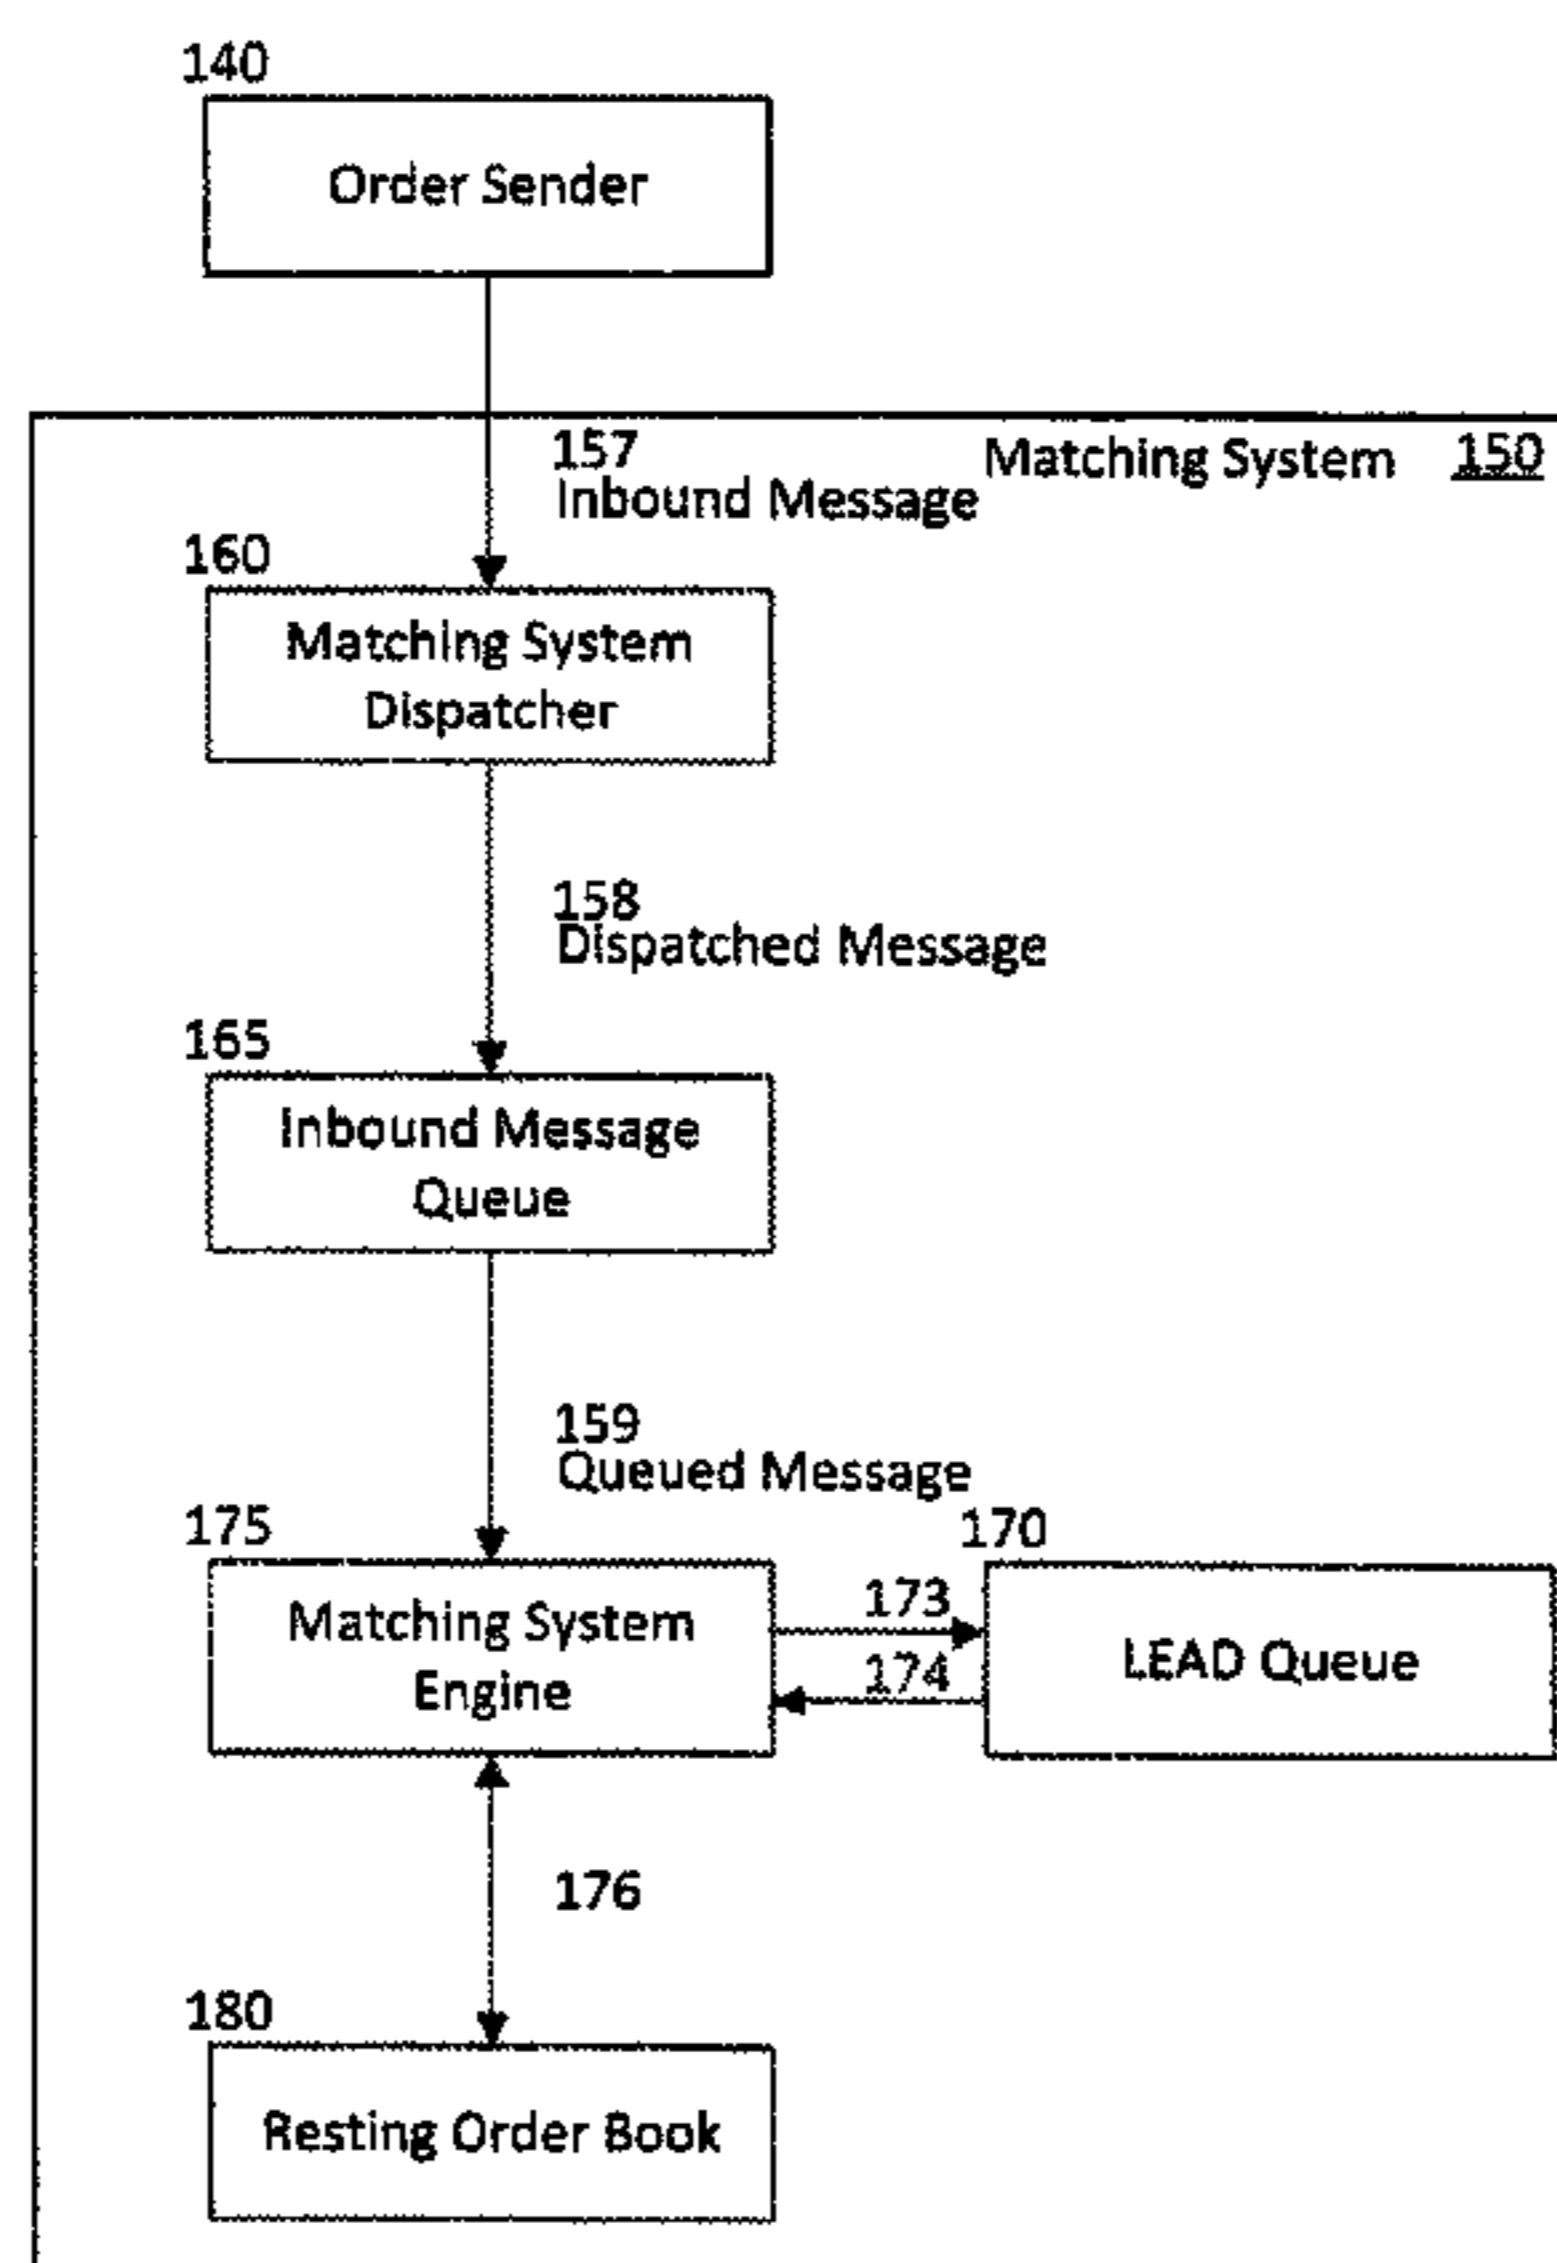 140
Order Sender
157
Inbound Message
Matching System 150
160
Matching System
Dispatcher
158
Dispatched Message
165
Inbound Message
Queue
159
Queued Message
175
Matching System
Engine
173
174
170
LEAD Queue
176
180
Resting Order Book